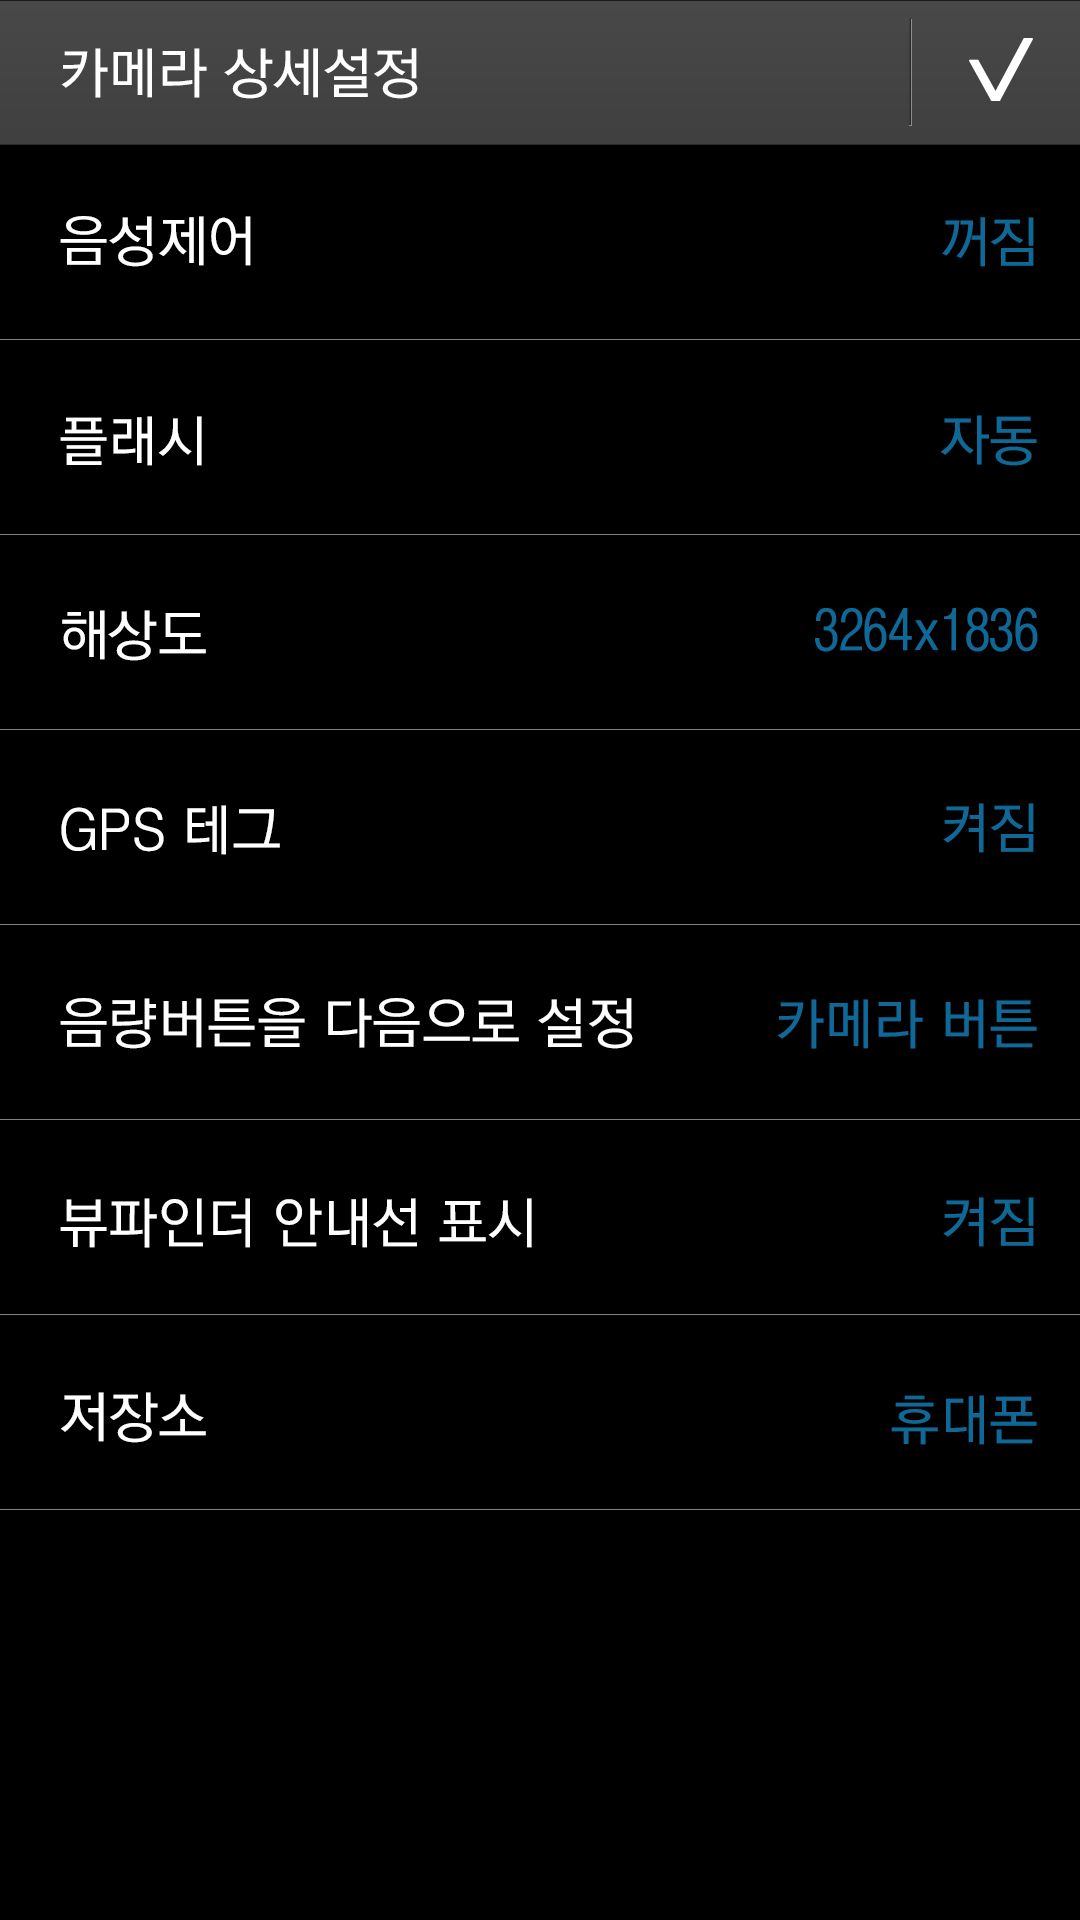 카메라 상세설정
음성제어 꺼짐
플래시 자동
해상도 3264x1836
GPS 테그 켜짐
음량버튼을 다음으로 설정 카메라 버튼
뷰파인더 안내선 표시 켜짐
저장소 휴대폰